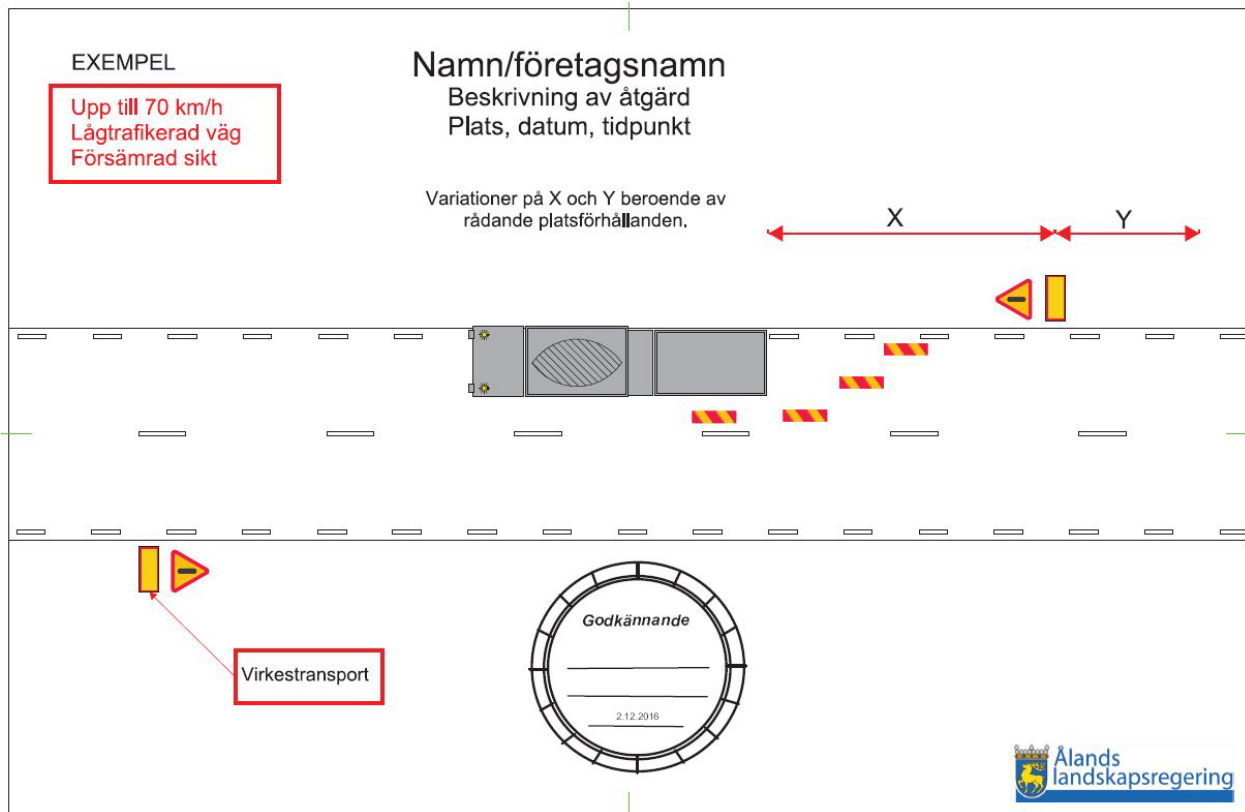 EXEMPEL
Upp till 70 km/h
Lågtrafikerad väg
Försämrad sikt
Namn/företagsnamn
Beskrivning av åtgärd
Plats, datum, tidpunkt
Variationer på X och Y beroende av
rådande platsförhållanden.
X
Y
Virkestransport
Godkännande
2.12.2016
Ålands
landskapsregering